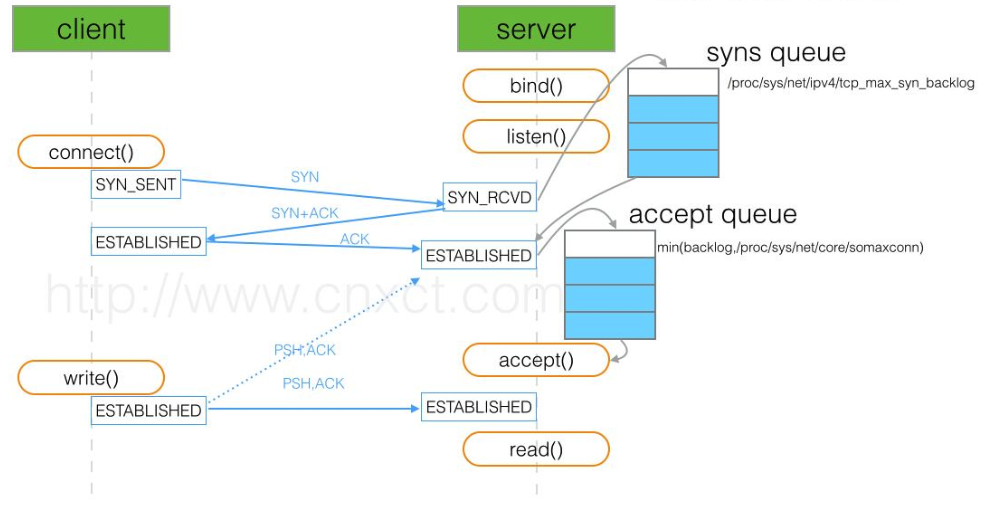 client
server
syns queue
/proc/sys/net/ipv4/tcp_max_syn_backlog
bind()
listen()
connect()
SYN_SENT
SYN
SYN_RCVD
SYN+ACK
accept queue
ESTABLISHED
ACK
ESTABLISHED
min(backlog,/proc/sys/net/core/somaxconn)
http://www.cnxct.com
PSH,ACK
accept()
write()
PSH,ACK
ESTABLISHED
ESTABLISHED
read()